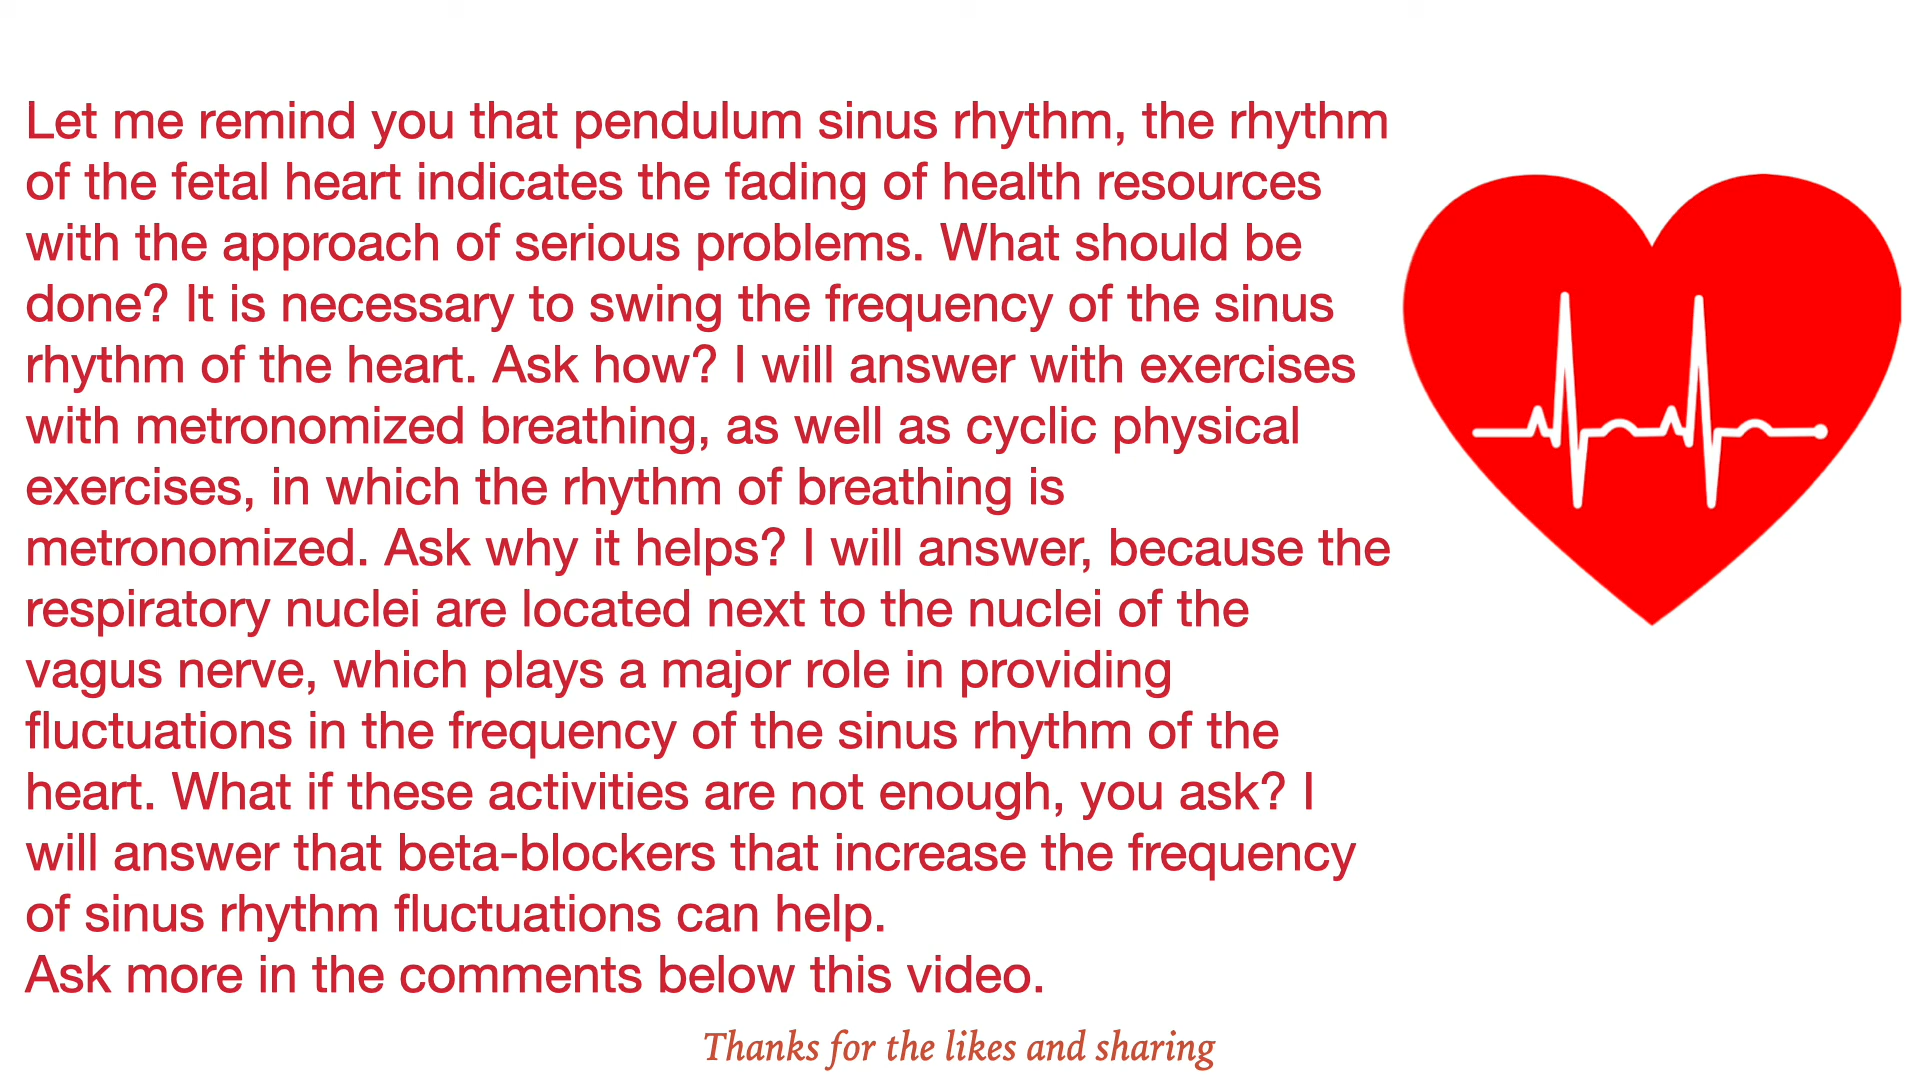 Let me remind you that pendulum sinus rhythm, the rhythm
of the fetal heart indicates the fading of health resources
with the approach of serious problems. What should be
done? It is necessary to swing the frequency of the sinus
rhythm of the heart. Ask how? I will answer with exercises
with metronomized breathing, as well as cyclic physical
exercises, in which the rhythm of breathing is
metronomized. Ask why it helps? I will answer, because the
respiratory nuclei are located next to the nuclei of the
vagus nerve, which plays a major role in providing
fluctuations in the frequency of the sinus rhythm of the
heart. What if these activities are not enough, you ask? I
will answer that beta-blockers that increase the frequency
of sinus rhythm fluctuations can help.
Ask more in the comments below this video.
Thanks for the likes and sharing